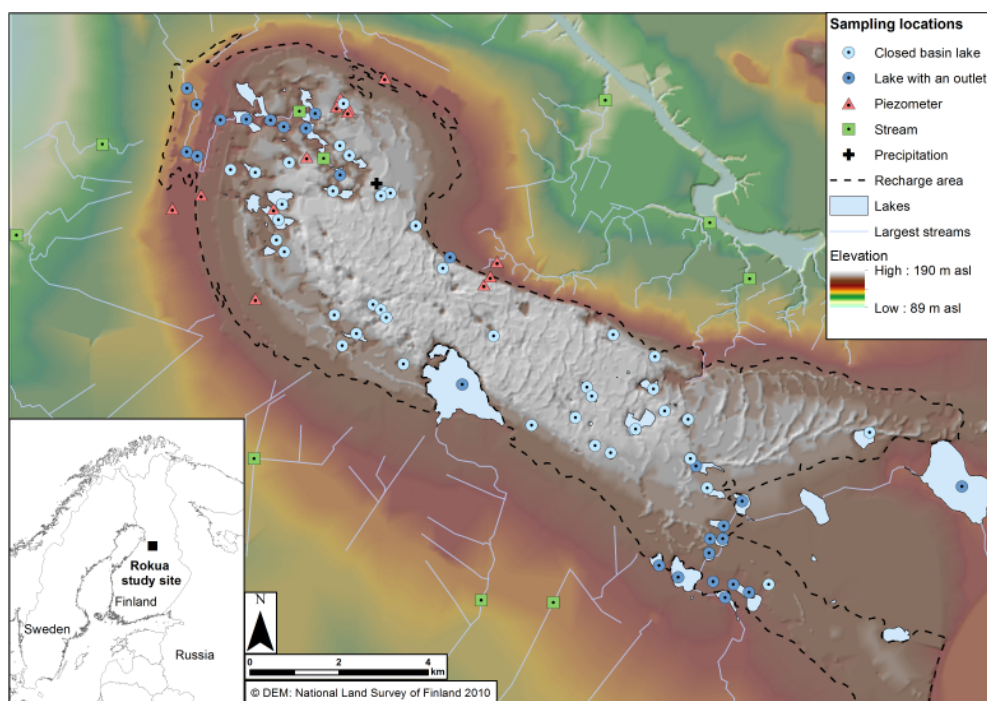 Sampling locations
Closed basin lake
Lake with an outlet
Piezometer
Stream
Precipitation
Recharge area
Lakes
Largest streams
Elevation
High : 190 m asl
Low : 89 m asl
Rokua
study site
Finland
Sweden
Russia
N
0 2 4
km
© DEM: National Land Survey of Finland 2010